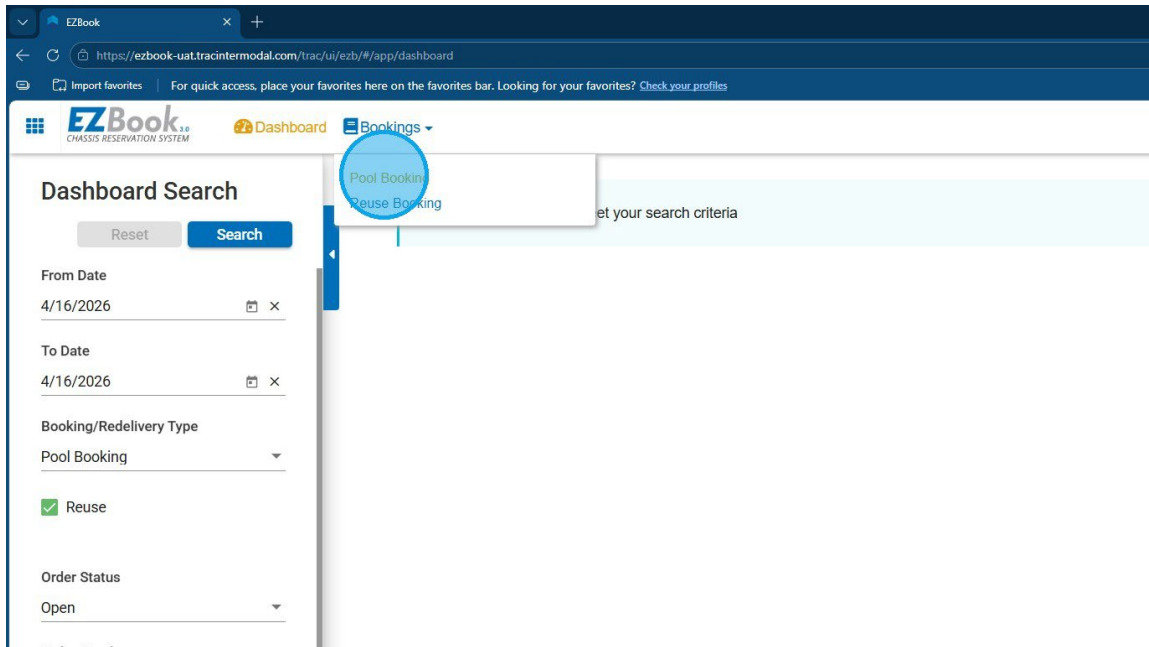 EZBook
https://ezbook-uat.tracintermodal.com/trac/ui/ezb/#/app/dashboard
Import favorites For quick access, place your favorites here on the favorites bar. Looking for your favorites? Check your profiles
EZBook 3.0
CHASSIS RESERVATION SYSTEM
Dashboard Bookings
Pool Booking
Reuse Booking
et your search criteria
Dashboard Search
Reset Search
From Date
4/16/2026
To Date
4/16/2026
Booking/Redelivery Type
Pool Booking
Reuse
Order Status
Open